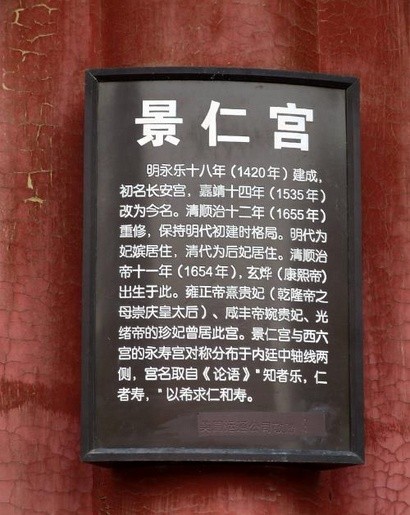 景仁宫
明永乐十八年（1420年）建成，
初名长安宫，嘉靖十四年（1535年）
改为今名。清顺治十二年（1655年）
重修，保持明代初建时格局。明代为
妃嫔居住，清代为后妃居住。清顺治
帝十一年（1654年），玄烨（康熙帝）
出生于此。雍正帝熹贵妃（乾隆帝之
母崇庆皇太后）、咸丰帝婉贵妃、光
绪帝的珍妃曾居此宫。景仁宫与西六
宫的永寿宫对称分布于内廷中轴线两
侧，宫名取自《论语》"知者乐，仁
者寿，"以希求仁和寿。